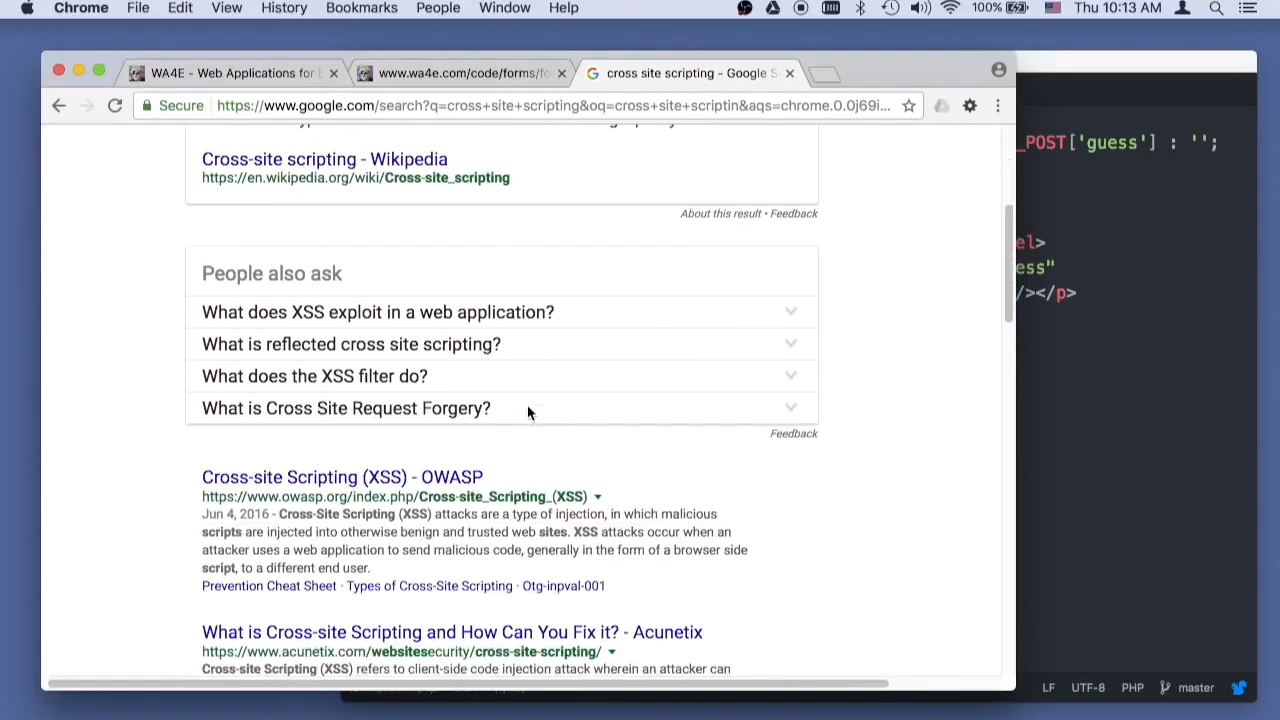 Chrome File Edit View History Bookmarks People Window Help 100% Thu 10:13 AM
WA4E - Web Applications for E www.wa4e.com/code/forms/fo cross site scripting - Google S
Secure https://www.google.com/search?q=cross+site+scripting&oq=cross+site+scriptin&aqs=chrome.0.0j69i...
_POST['guess'] : '';
Cross-site scripting - Wikipedia
https://en.wikipedia.org/wiki/Cross-site_scripting
About this result • Feedback
el>
People also ask
ess"
/></p>
What does XSS exploit in a web application?
What is reflected cross site scripting?
What does the XSS filter do?
What is Cross Site Request Forgery?
Feedback
Cross-site Scripting (XSS) - OWASP
https://www.owasp.org/index.php/Cross-site_Scripting_(XSS)
Jun 4, 2016 - Cross-Site Scripting (XSS) attacks are a type of injection, in which malicious
scripts are injected into otherwise benign and trusted web sites. XSS attacks occur when an
attacker uses a web application to send malicious code, generally in the form of a browser side
script, to a different end user.
Prevention Cheat Sheet · Types of Cross-Site Scripting · Otg-inpval-001
What is Cross-site Scripting and How Can You Fix it? - Acunetix
https://www.acunetix.com/websitesecurity/cross-site-scripting/
Cross-site Scripting (XSS) refers to client-side code injection attack wherein an attacker can
LF UTF-8 PHP master